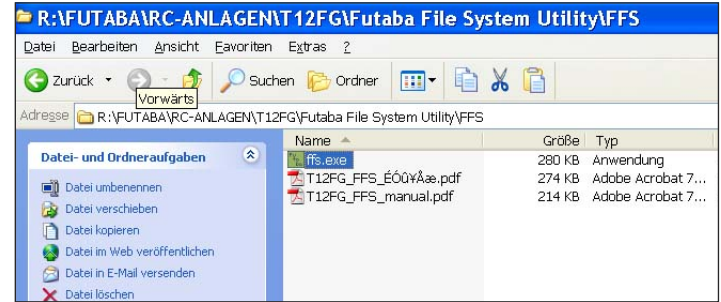 R:\FUTABA\RC-ANLAGEN\T12FG\Futaba File System Utility\FFS
Datei Bearbeiten Ansicht Favoriten Extras ?
Zurück Suchen Ordner
Vorwärts
Adresse R:\FUTABA\RC-ANLAGEN\T12FG\Futaba File System Utility\FFS
Name Größe Typ
Datei- und Ordneraufgaben
ffs.exe 280 KB Anwendung
T12FG_FFS_ÉÓû¥Åæ.pdf 274 KB Adobe Acrobat 7...
T12FG_FFS_manual.pdf 214 KB Adobe Acrobat 7...
Datei umbenennen
Datei verschieben
Datei kopieren
Datei im Web veröffentlichen
Datei in E-Mail versenden
Datei löschen